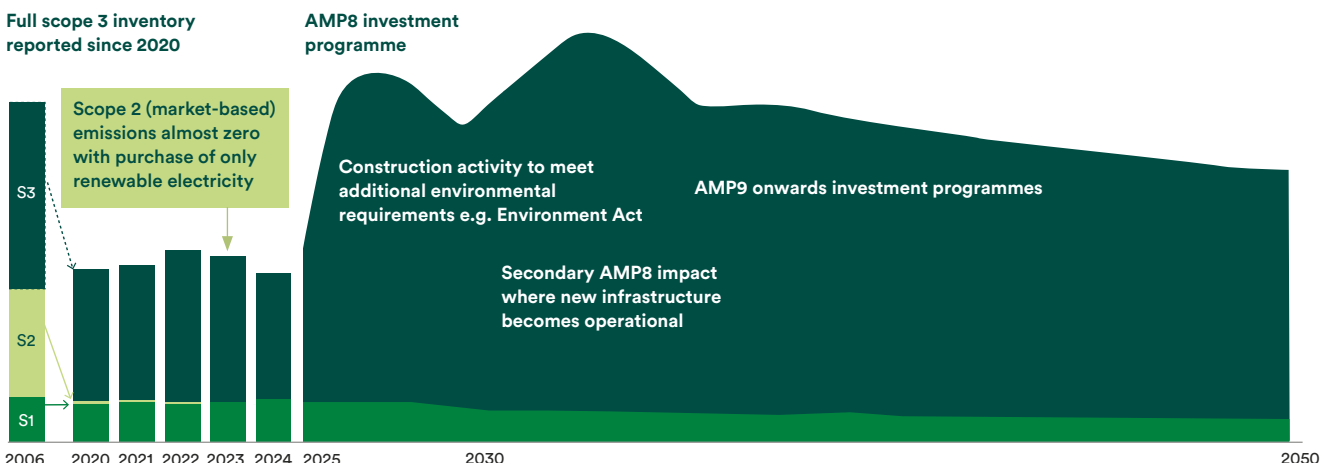 Full scope 3 inventory
reported since 2020
AMP8 investment
programme
Scope 2 (market-based)
emissions almost zero
with purchase of only
renewable electricity
S3
S2
S1
Construction activity to meet
additional environmental
requirements e.g. Environment Act
AMP9 onwards investment programmes
Secondary AMP8 impact
where new infrastructure
becomes operational
2006 2020 2021 2022 2023 2024 2025 2030 2050